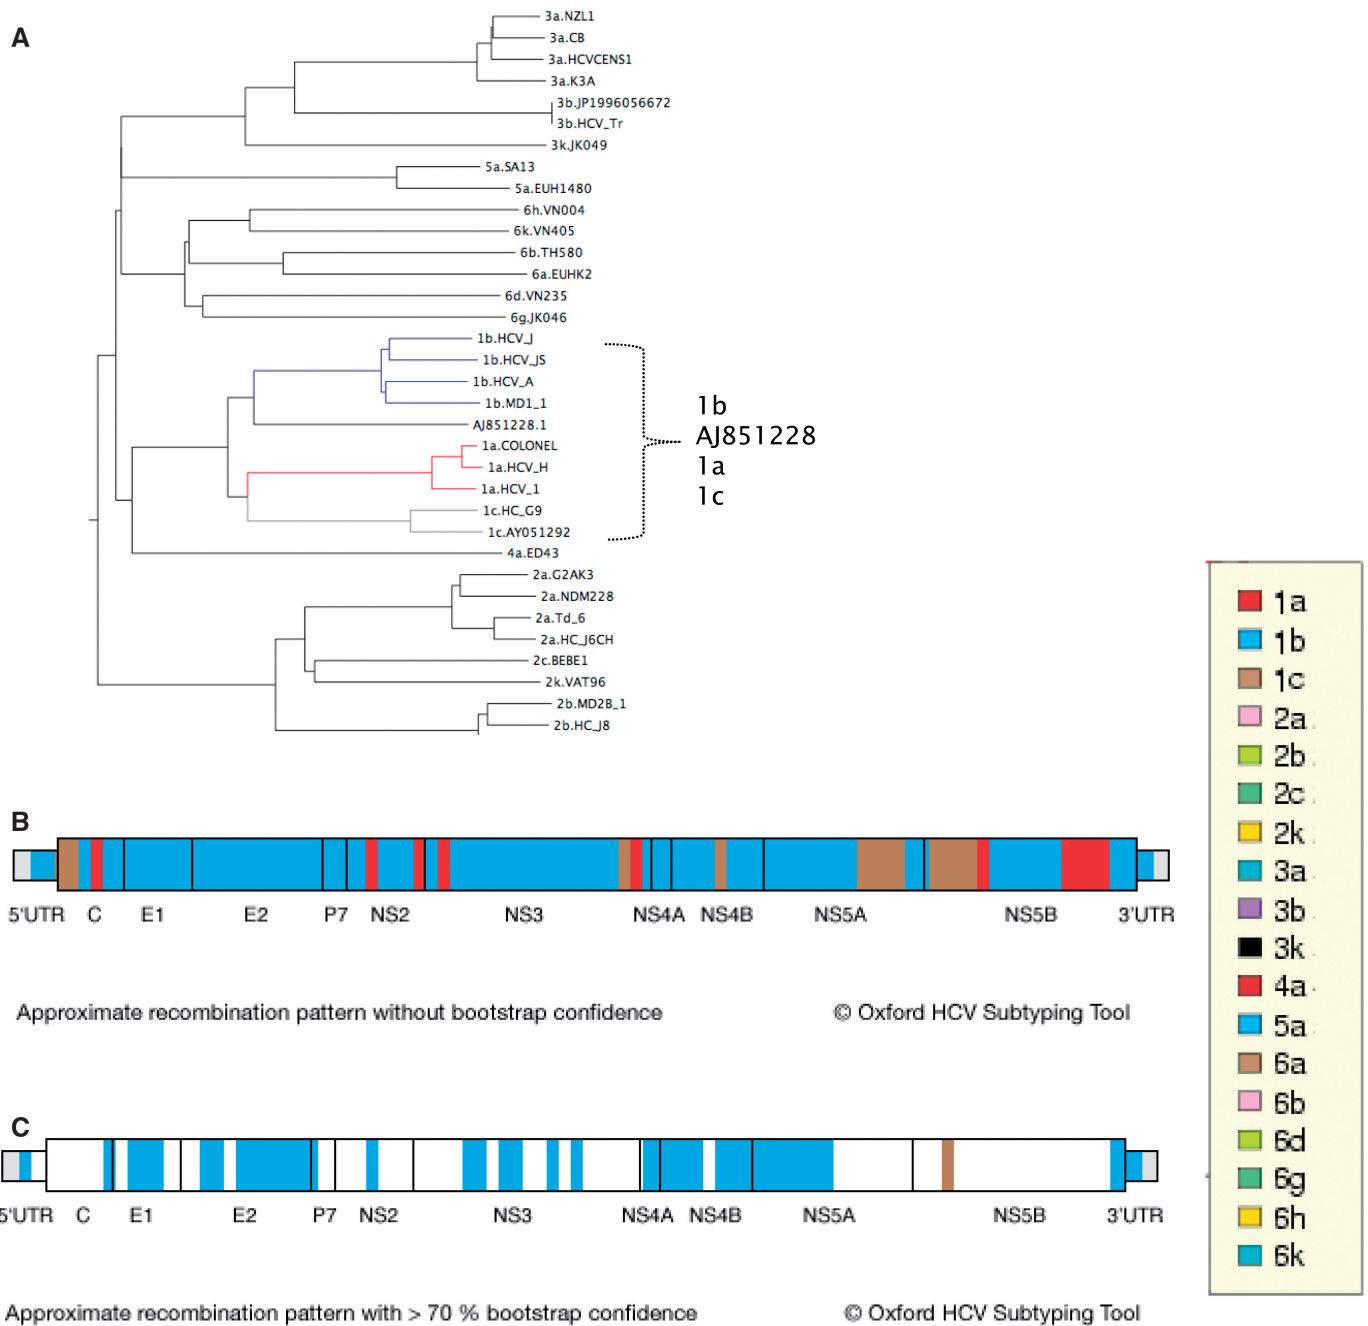 A
3a.NZL1
3a.CB
3a.HCVCENS1
3a.K3A
3b.JP1996056672
3b.HCV_Tr
3k.JK049
5a.SA13
5a.EUH1480
6h.VN004
6k.VN405
6b.TH580
6a.EUHK2
6d.VN235
6g.JK046
1b.HCV_J
1b.HCV_JS
1b.HCV_A
1b.MD1_1
AJ851228.1
1a.COLONEL
1a.HCV_H
1a.HCV_1
1c.HC_G9
1c.AY051292
4a.ED43
2a.G2AK3
2a.NDM228
2a.Td_6
2a.HC_J6CH
2c.BEBE1
2k.VAT96
2b.MD2B_1
2b.HC_J8
1b
AJ851228
1a
1c
1a
1b
1c
2a
2b
2c
2k
3a
3b
3k
4a
5a
6a
6b
6d
6g
6h
6k
B
5'UTR C E1 E2 P7 NS2 NS3 NS4A NS4B NS5A NS5B 3'UTR
Approximate recombination pattern without bootstrap confidence © Oxford HCV Subtyping Tool
C
5'UTR C E1 E2 P7 NS2 NS3 NS4A NS4B NS5A NS5B 3'UTR
Approximate recombination pattern with > 70 % bootstrap confidence © Oxford HCV Subtyping Tool